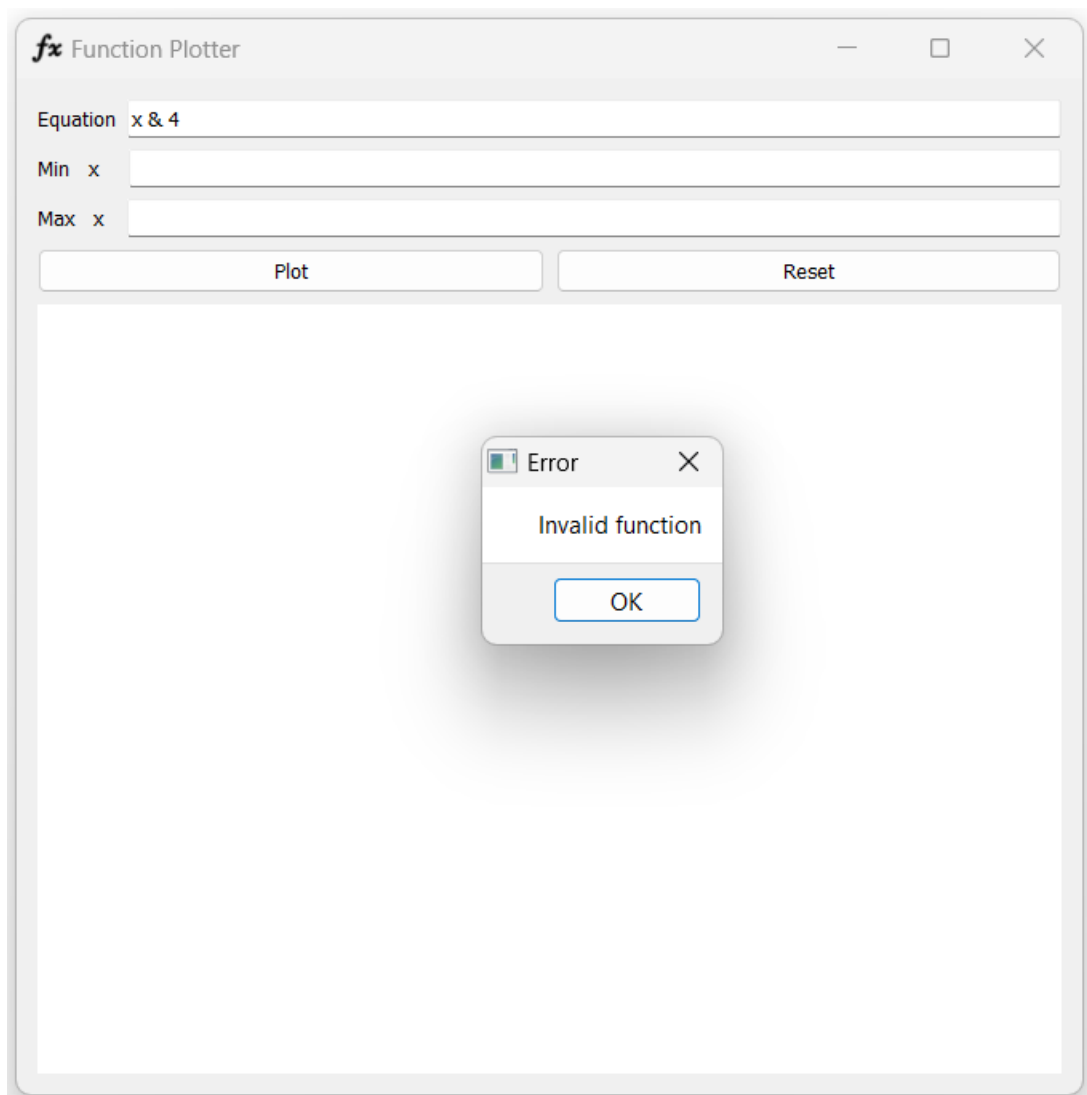 fx Function Plotter
Equation x & 4
Min x
Max x
Plot Reset
Error
Invalid function
OK